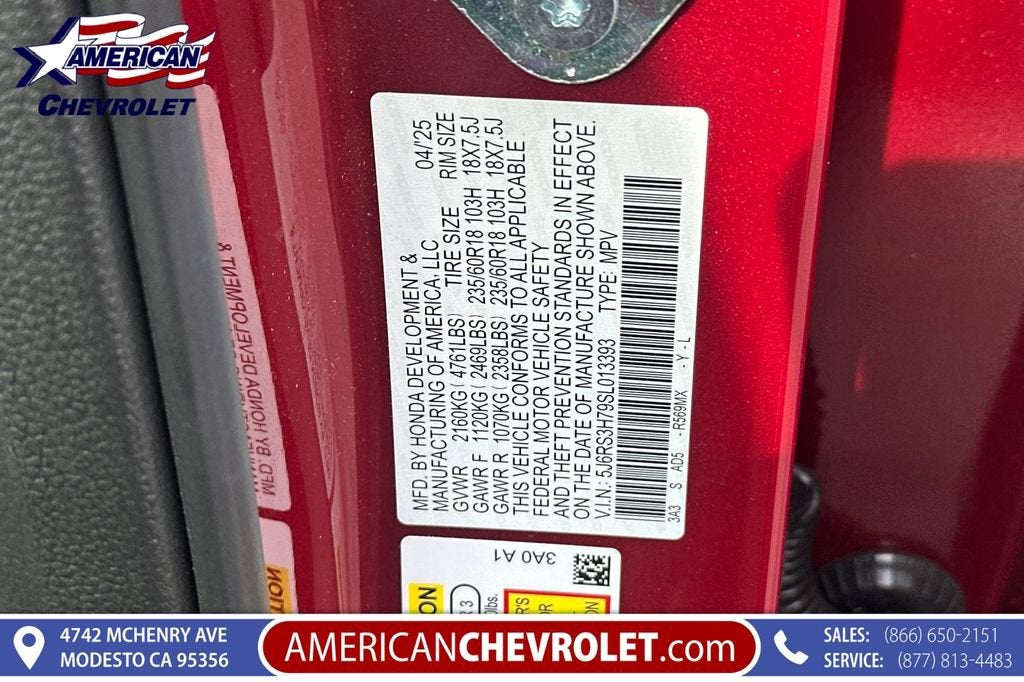 AMERICAN
CHEVROLET
MFD. BY HONDA DEVELOPMENT &
MANUFACTURING OF AMERICA, LLC 04/'25
GVWR 2160KG ( 4761LBS) TIRE SIZE RIM SIZE
GAWR F 1120KG ( 2469LBS) 235/60R18 103H 18X7.5J
GAWR R 1070KG ( 2358LBS) 235/60R18 103H 18X7.5J
THIS VEHICLE CONFORMS TO ALL APPLICABLE
FEDERAL MOTOR VEHICLE SAFETY
AND THEFT PREVENTION STANDARDS IN EFFECT
ON THE DATE OF MANUFACTURE SHOWN ABOVE.
V.I.N.: 5J6RS3H79SL013393 TYPE: MPV
3A3 S AD5 - R569MX - Y - L
MFD. BY HONDA DEVELOPMENT &
3A0 A1
4742 MCHENRY AVE
MODESTO CA 95356
AMERICANCHEVROLET.com
SALES: (866) 650-2151
SERVICE: (877) 813-4483